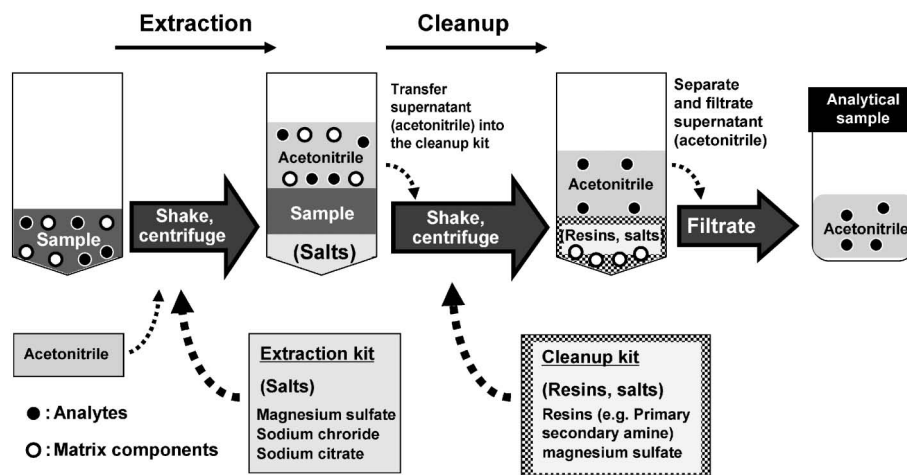 Extraction
Cleanup
Sample
Shake,
centrifuge
Acetonitrile
Sample
(Salts)
Transfer
supernatant
(acetonitrile) into
the cleanup kit
Shake,
centrifuge
Acetonitrile
(Resins, salts)
Separate
and filtrate
supernatant
(acetonitrile)
Filtrate
Analytical
sample
Acetonitrile
Acetonitrile
: Analytes
: Matrix components
Extraction kit
(Salts)
Magnesium sulfate
Sodium chroride
Sodium citrate
Cleanup kit
(Resins, salts)
Resins (e.g. Primary
secondary amine)
magnesium sulfate